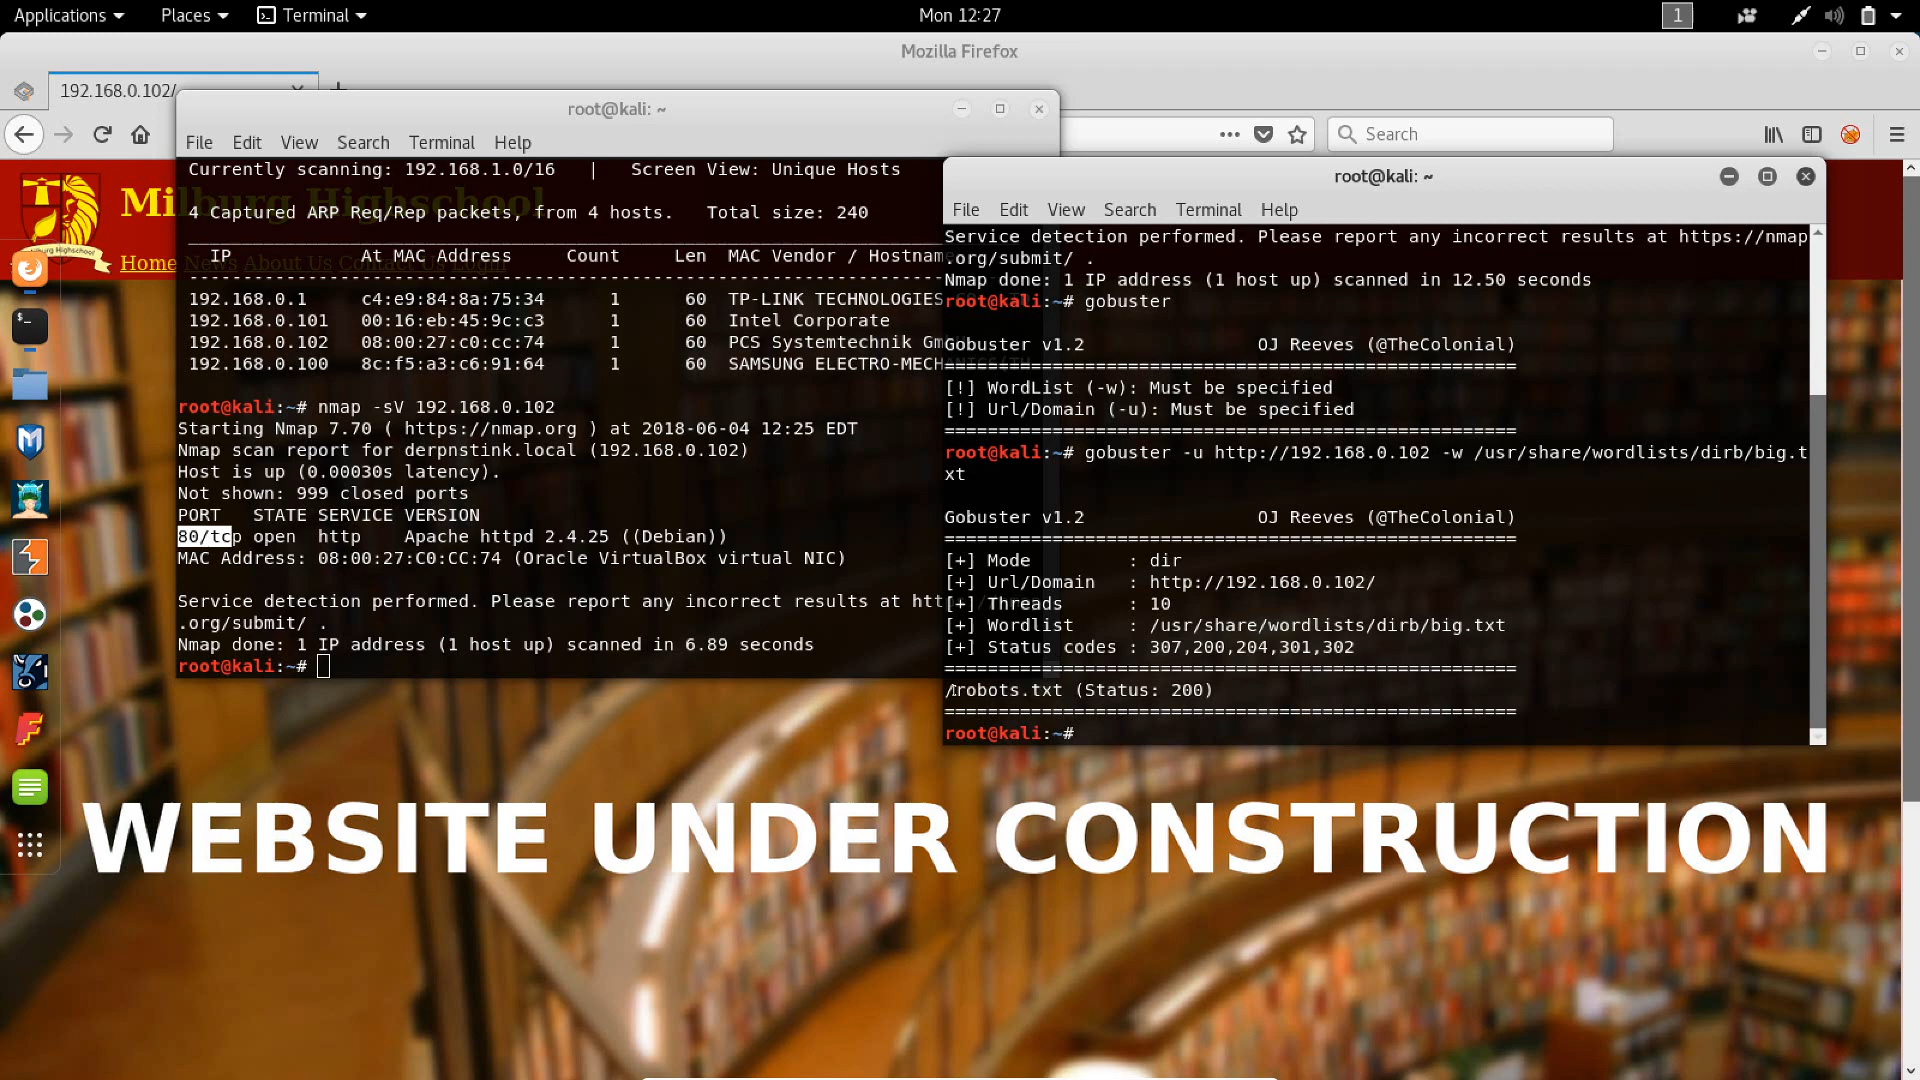 Applications Places Terminal Mon 12:27 1
Mozilla Firefox
192.168.0.102/
root@kali: ~
File Edit View Search Terminal Help
Search
Milburg Highschool
Home News About Us Contact Us Login
Currently scanning: 192.168.1.0/16 | Screen View: Unique Hosts
4 Captured ARP Req/Rep packets, from 4 hosts. Total size: 240
IP At MAC Address Count Len MAC Vendor / Hostnam
-----------------------------------------------------------------------------
192.168.0.1 c4:e9:84:8a:75:34 1 60 TP-LINK TECHNOLOGIES
192.168.0.101 00:16:eb:45:9c:c3 1 60 Intel Corporate
192.168.0.102 08:00:27:c0:cc:74 1 60 PCS Systemtechnik Gm
192.168.0.100 8c:f5:a3:c6:91:64 1 60 SAMSUNG ELECTRO-MECH
root@kali:~# nmap -sV 192.168.0.102
Starting Nmap 7.70 ( https://nmap.org ) at 2018-06-04 12:25 EDT
Nmap scan report for derpnstink.local (192.168.0.102)
Host is up (0.00030s latency).
Not shown: 999 closed ports
PORT STATE SERVICE VERSION
80/tcp open http Apache httpd 2.4.25 ((Debian))
MAC Address: 08:00:27:C0:CC:74 (Oracle VirtualBox virtual NIC)
Service detection performed. Please report any incorrect results at htt
.org/submit/ .
Nmap done: 1 IP address (1 host up) scanned in 6.89 seconds
root@kali:~#
root@kali: ~
File Edit View Search Terminal Help
Service detection performed. Please report any incorrect results at https://nmap
.org/submit/ .
Nmap done: 1 IP address (1 host up) scanned in 12.50 seconds
root@kali:~# gobuster
Gobuster v1.2 OJ Reeves (@TheColonial)
=====================================================
[!] WordList (-w): Must be specified
[!] Url/Domain (-u): Must be specified
=====================================================
root@kali:~# gobuster -u http://192.168.0.102 -w /usr/share/wordlists/dirb/big.t
xt
Gobuster v1.2 OJ Reeves (@TheColonial)
=====================================================
[+] Mode : dir
[+] Url/Domain : http://192.168.0.102/
[+] Threads : 10
[+] Wordlist : /usr/share/wordlists/dirb/big.txt
[+] Status codes : 307,200,204,301,302
=====================================================
/robots.txt (Status: 200)
=====================================================
root@kali:~#
WEBSITE UNDER CONSTRUCTION